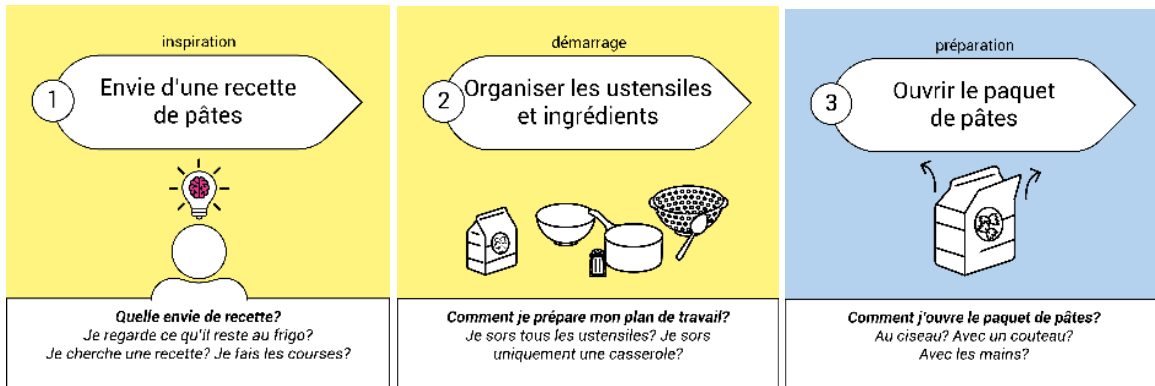 inspiration
1
Envie d'une recette
de pâtes
Quelle envie de recette?
Je regarde ce qu'il reste au frigo?
Je cherche une recette? Je fais les courses?
démarrage
2
Organiser les ustensiles
et ingrédients
Comment je prépare mon plan de travail?
Je sors tous les ustensiles? Je sors
uniquement une casserole?
préparation
3
Ouvrir le paquet
de pâtes
Comment j'ouvre le paquet de pâtes?
Au ciseau? Avec un couteau?
Avec les mains?